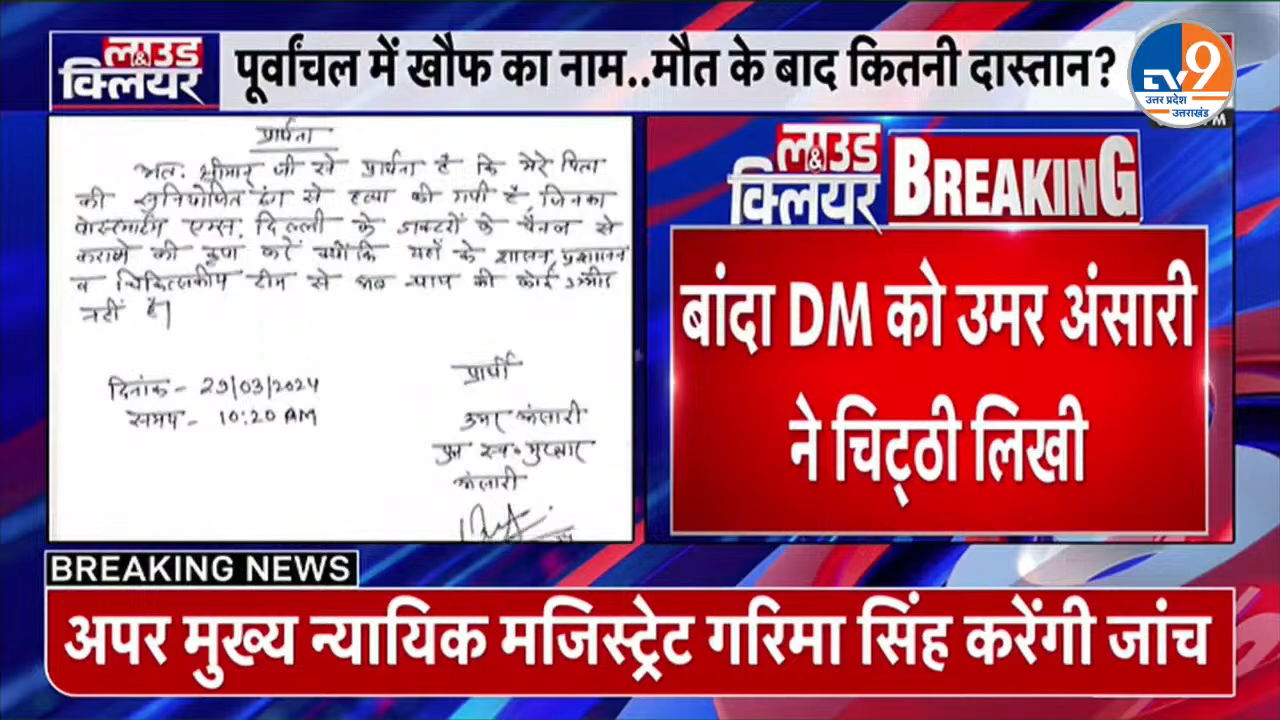 लाउड
&
क्लियर
पूर्वांचल में खौफ का नाम..मौत के बाद कितनी दास्तान?
TV9
उत्तर प्रदेश
उत्तराखंड
PM
प्रार्थना
अतः श्रीमान् जी से प्रार्थना है कि मेरे पिता
की सुनियोजित ढंग से हत्या की गयी है जिनका
पोस्टमार्टम एम्स, दिल्ली के डाक्टरों के पैनल से
कराने की कृपा करें क्योंकि यहाँ के शासन, प्रशासन
व चिकित्सकीय टीम से अब न्याय की कोई उम्मीद
नहीं है।
दिनांक - 29/03/2024
समय - 10:20 AM
प्रार्थी
उमर अंसारी
पुत्र स्व० मुख्तार
अंसारी
लाउड
&
क्लियर
BREAKING
बांदा DM को उमर अंसारी
ने चिट्ठी लिखी
BREAKING NEWS
अपर मुख्य न्यायिक मजिस्ट्रेट गरिमा सिंह करेंगी जांच